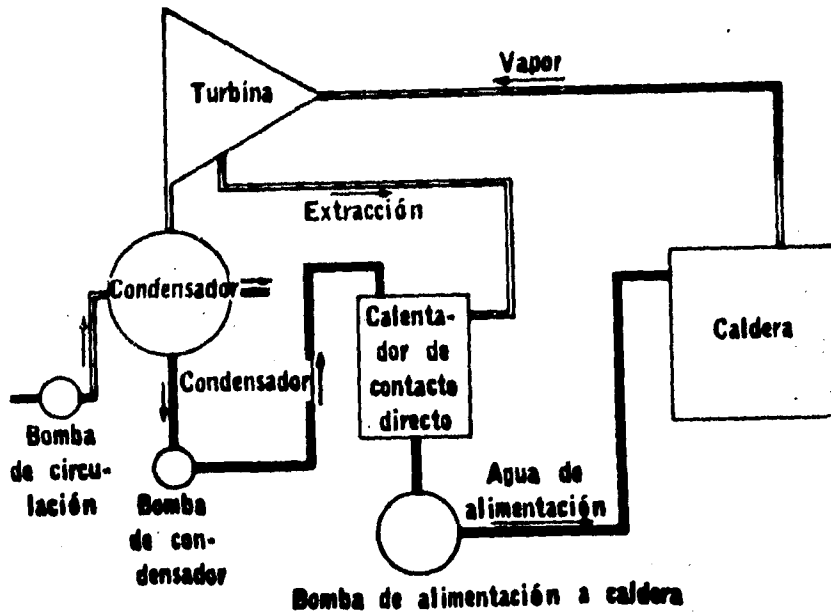 Vapor
Turbina
Extracción
Condensador
Calenta-
dor de
contacto
directo
Caldera
Condensador
Bomba
de circu-
lación
Bomba
de con-
densador
Agua de
alimentación
Bomba de alimentación a caldera